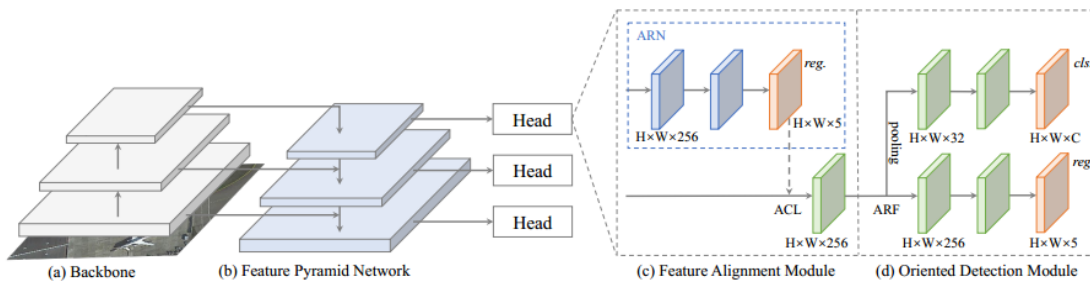 Head
Head
Head
ARN
reg.
H×W×256
H×W×5
ACL
H×W×256
pooling
ARF
cls
H×W×32
H×W×C
reg.
H×W×256
H×W×5
(a) Backbone
(b) Feature Pyramid Network
(c) Feature Alignment Module
(d) Oriented Detection Module